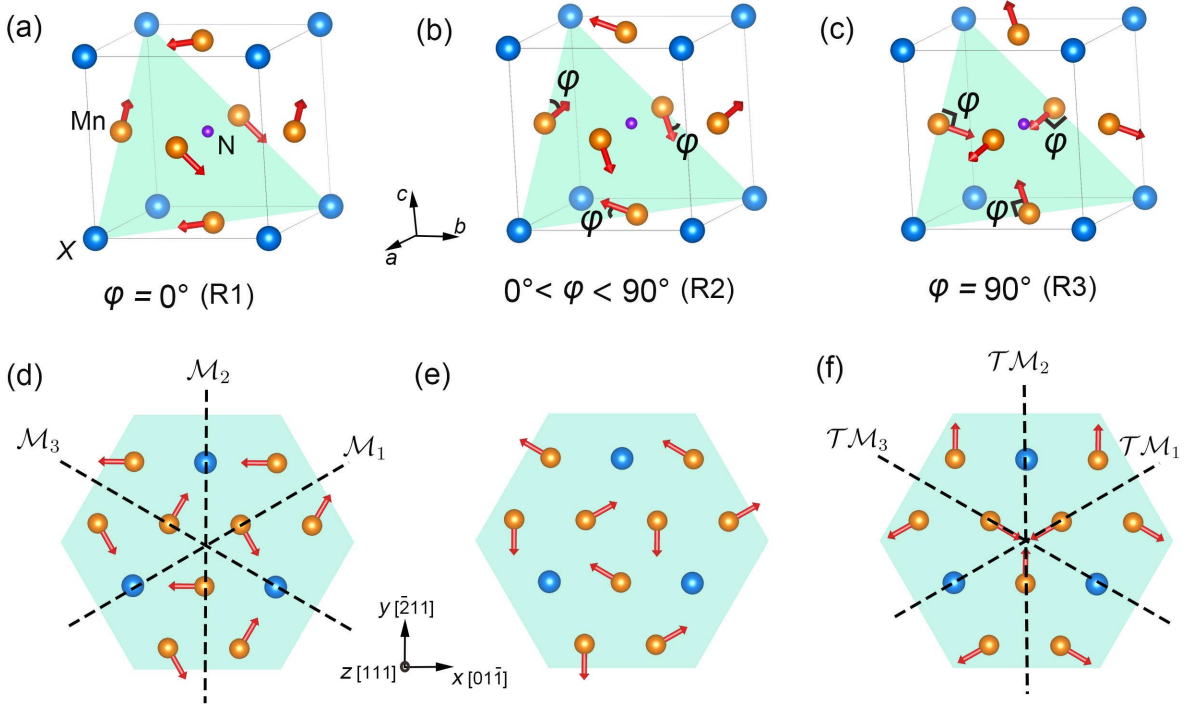 (a)
(b)
(c)
Mn
N
X
φ
φ
φ
φ
φ
φ
c
b
a
φ = 0° (R1)
0° < φ < 90° (R2)
φ = 90° (R3)
(d)
(e)
(f)
ℳ₂
ℳ₃
ℳ₁
𝒯ℳ₂
𝒯ℳ₃
𝒯ℳ₁
y [2̄11]
z [111]
x [011̄]